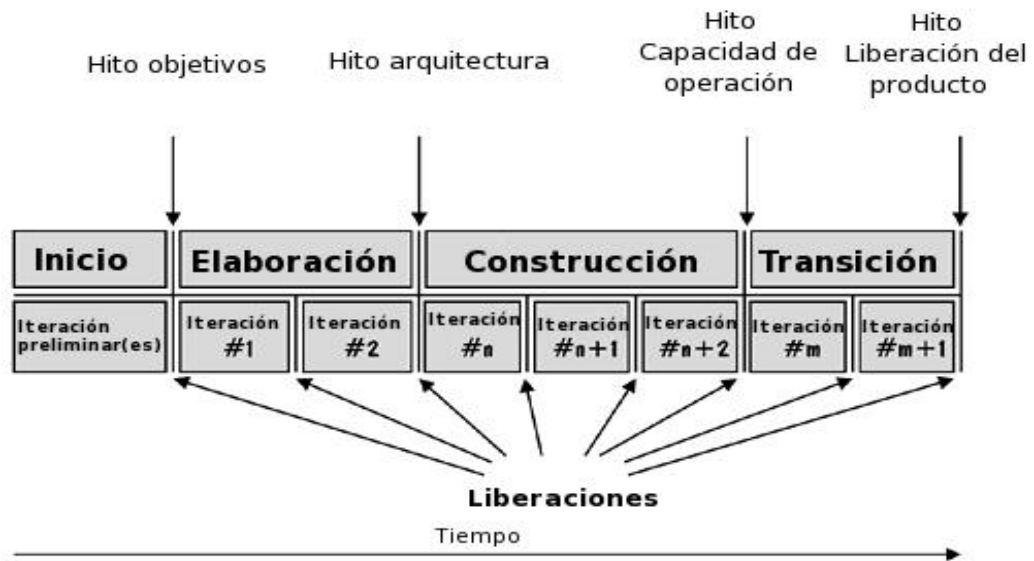 Hito objetivos
Hito arquitectura
Hito
Capacidad de
operación
Hito
Liberación del
producto
Inicio
Elaboración
Construcción
Transición
Iteración
preliminar(es)
Iteración
#1
Iteración
#2
Iteración
#n
Iteración
#n+1
Iteración
#n+2
Iteración
#m
Iteración
#m+1
Liberaciones
Tiempo